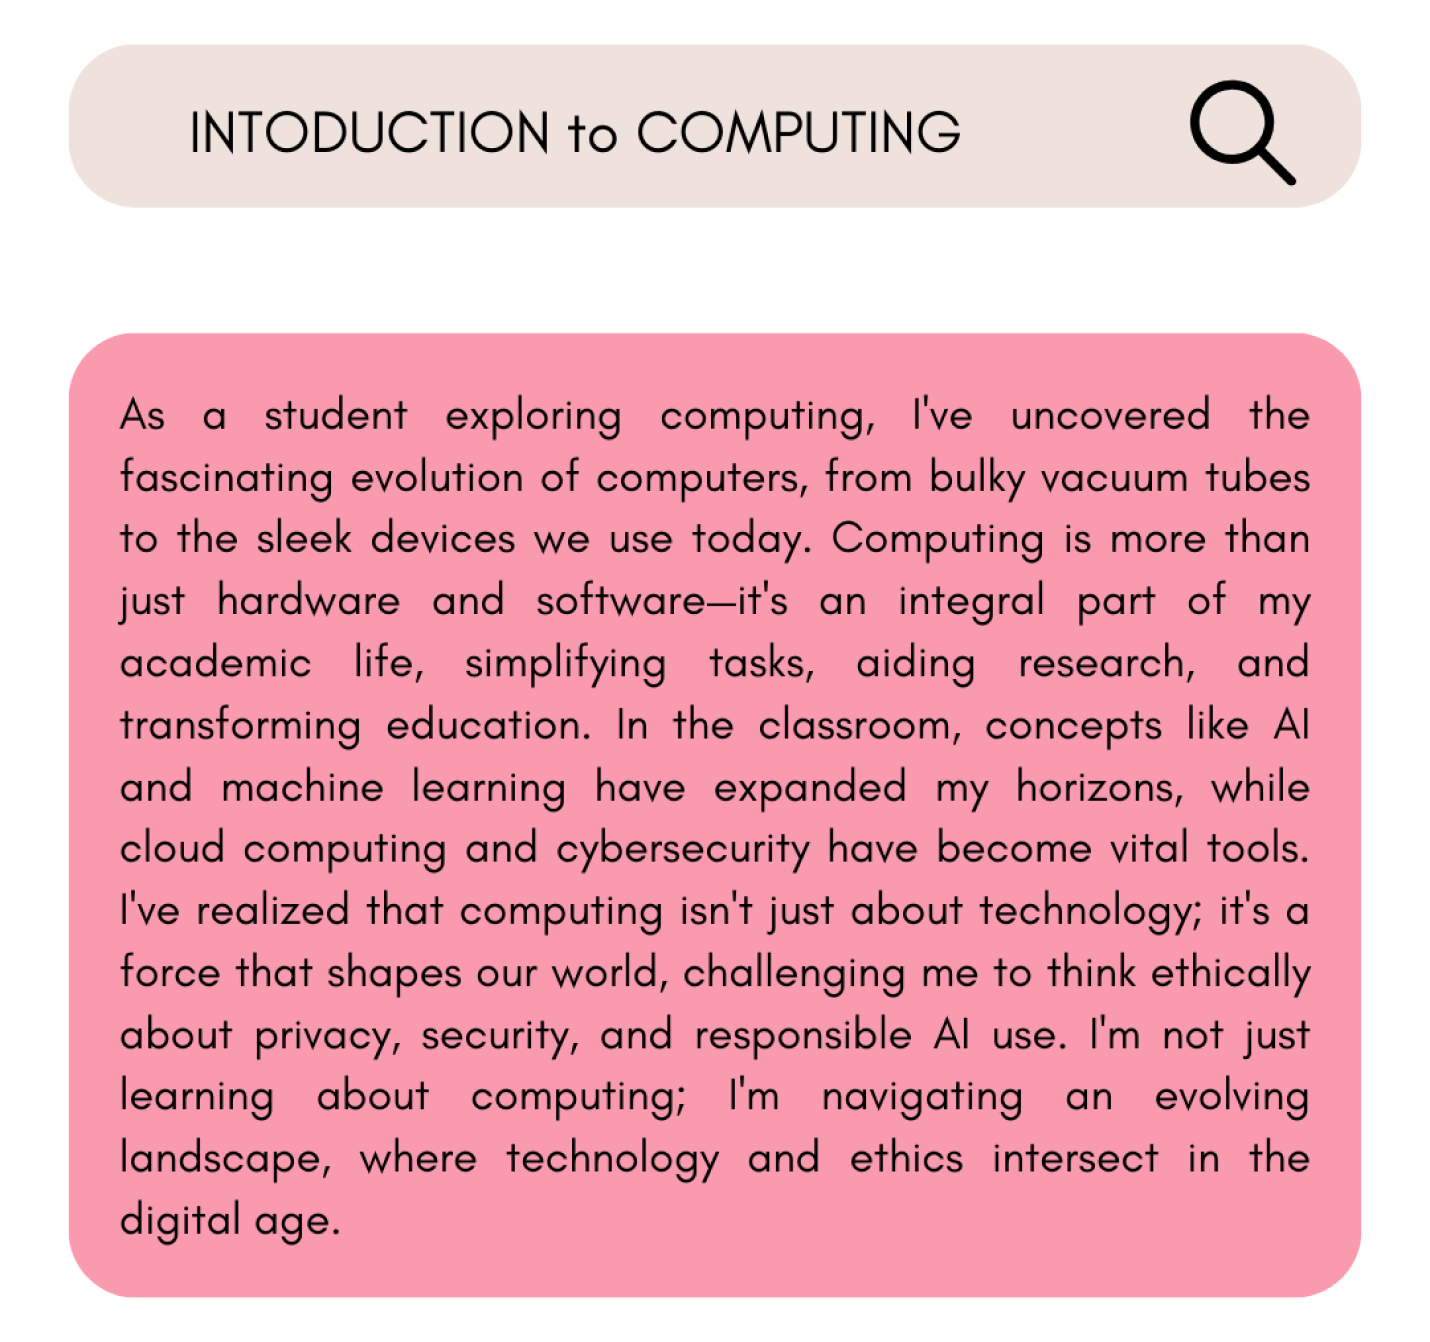 INTODUCTION to COMPUTING
As a student exploring computing, I've uncovered the
fascinating evolution of computers, from bulky vacuum tubes
to the sleek devices we use today. Computing is more than
just hardware and software—it's an integral part of my
academic life, simplifying tasks, aiding research, and
transforming education. In the classroom, concepts like AI
and machine learning have expanded my horizons, while
cloud computing and cybersecurity have become vital tools.
I've realized that computing isn't just about technology; it's a
force that shapes our world, challenging me to think ethically
about privacy, security, and responsible AI use. I'm not just
learning about computing; I'm navigating an evolving
landscape, where technology and ethics intersect in the
digital age.